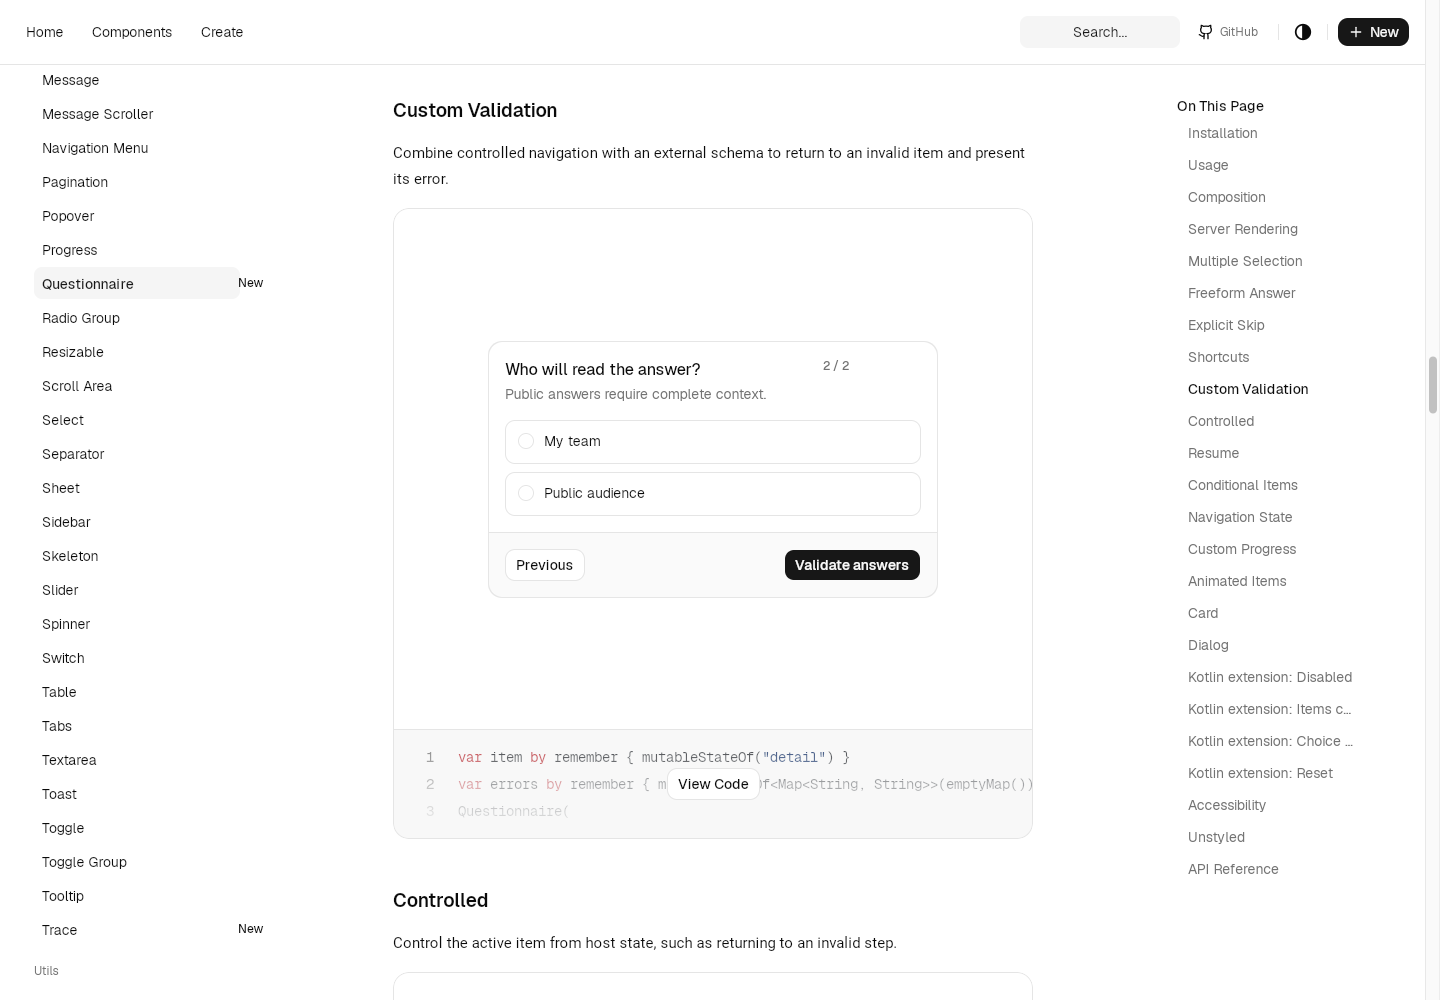 Home
Components
Create
Search...
GitHub
New
Message
Message Scroller
Navigation Menu
Pagination
Popover
Progress
Questionnaire New
Radio Group
Resizable
Scroll Area
Select
Separator
Sheet
Sidebar
Skeleton
Slider
Spinner
Switch
Table
Tabs
Textarea
Toast
Toggle
Toggle Group
Tooltip
Trace New
Utils
Custom Validation
Combine controlled navigation with an external schema to return to an invalid item and present
its error.
Who will read the answer?
2 / 2
Public answers require complete context.
My team
Public audience
Previous
Validate answers
1 var item by remember { mutableStateOf("detail") }
2 var errors by remember { m Of<Map<String, String>>(emptyMap())
View Code
3 Questionnaire(
Controlled
Control the active item from host state, such as returning to an invalid step.
On This Page
Installation
Usage
Composition
Server Rendering
Multiple Selection
Freeform Answer
Explicit Skip
Shortcuts
Custom Validation
Controlled
Resume
Conditional Items
Navigation State
Custom Progress
Animated Items
Card
Dialog
Kotlin extension: Disabled
Kotlin extension: Items c...
Kotlin extension: Choice ...
Kotlin extension: Reset
Accessibility
Unstyled
API Reference